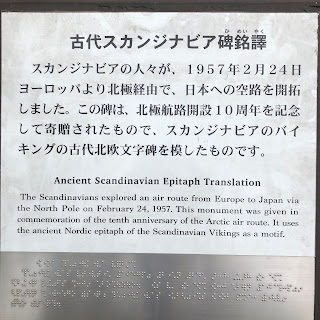 古代スカンジナビア碑銘譯
スカンジナビアの人々が、1957年2月24日
ヨーロッパより北極経由で、日本への空路を開拓
しました。この碑は、北極航路開設10周年を記念
して寄贈されたもので、スカンジナビアのバイ
キングの古代北欧文字碑を模したものです。
Ancient Scandinavian Epitaph Translation
The Scandinavians explored an air route from Europe to Japan via
the North Pole on February 24, 1957. This monument was given in
commemoration of the tenth anniversary of the Arctic air route. It uses
the ancient Nordic epitaph of the Scandinavian Vikings as a motif.